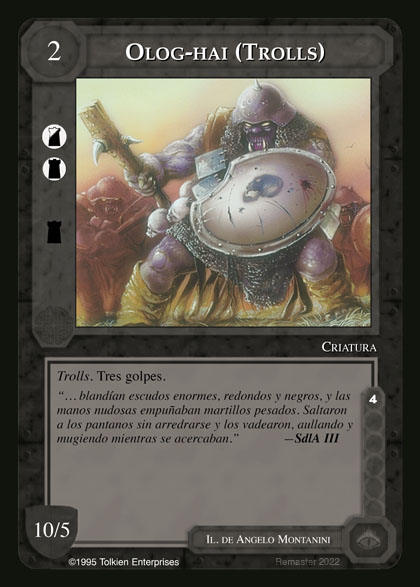 2
OLOG-HAI (TROLLS)
CRIATURA
Trolls. Tres golpes.
“… blandían escudos enormes, redondos y negros, y las
manos nudosas empuñaban martillos pesados. Saltaron
a los pantanos sin arredrarse y los vadearon, aullando y
mugiendo mientras se acercaban.” —SdlA III
4
10/5
IL. DE ANGELO MONTANINI
©1995 Tolkien Enterprises
Remaster 2022